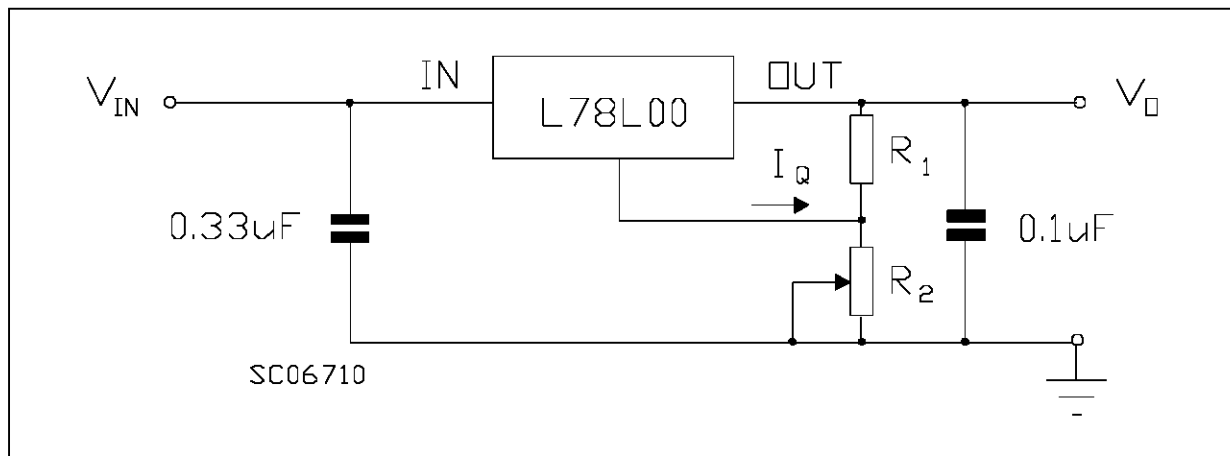 IN
OUT
V_IN
L78L00
V_O
R_1
I_Q
0.33uF
0.1uF
R_2
SC06710